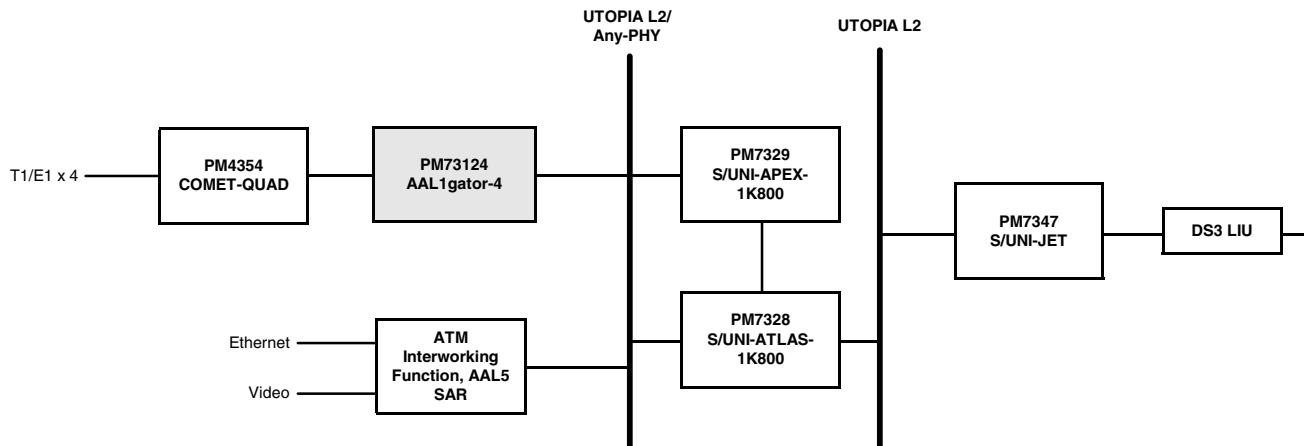 UTOPIA L2/
Any-PHY
UTOPIA L2
T1/E1 x 4
PM4354
COMET-QUAD
PM73124
AAL1gator-4
PM7329
S/UNI-APEX-
1K800
PM7347
S/UNI-JET
DS3 LIU
Ethernet
Video
ATM
Interworking
Function, AAL5
SAR
PM7328
S/UNI-ATLAS-
1K800